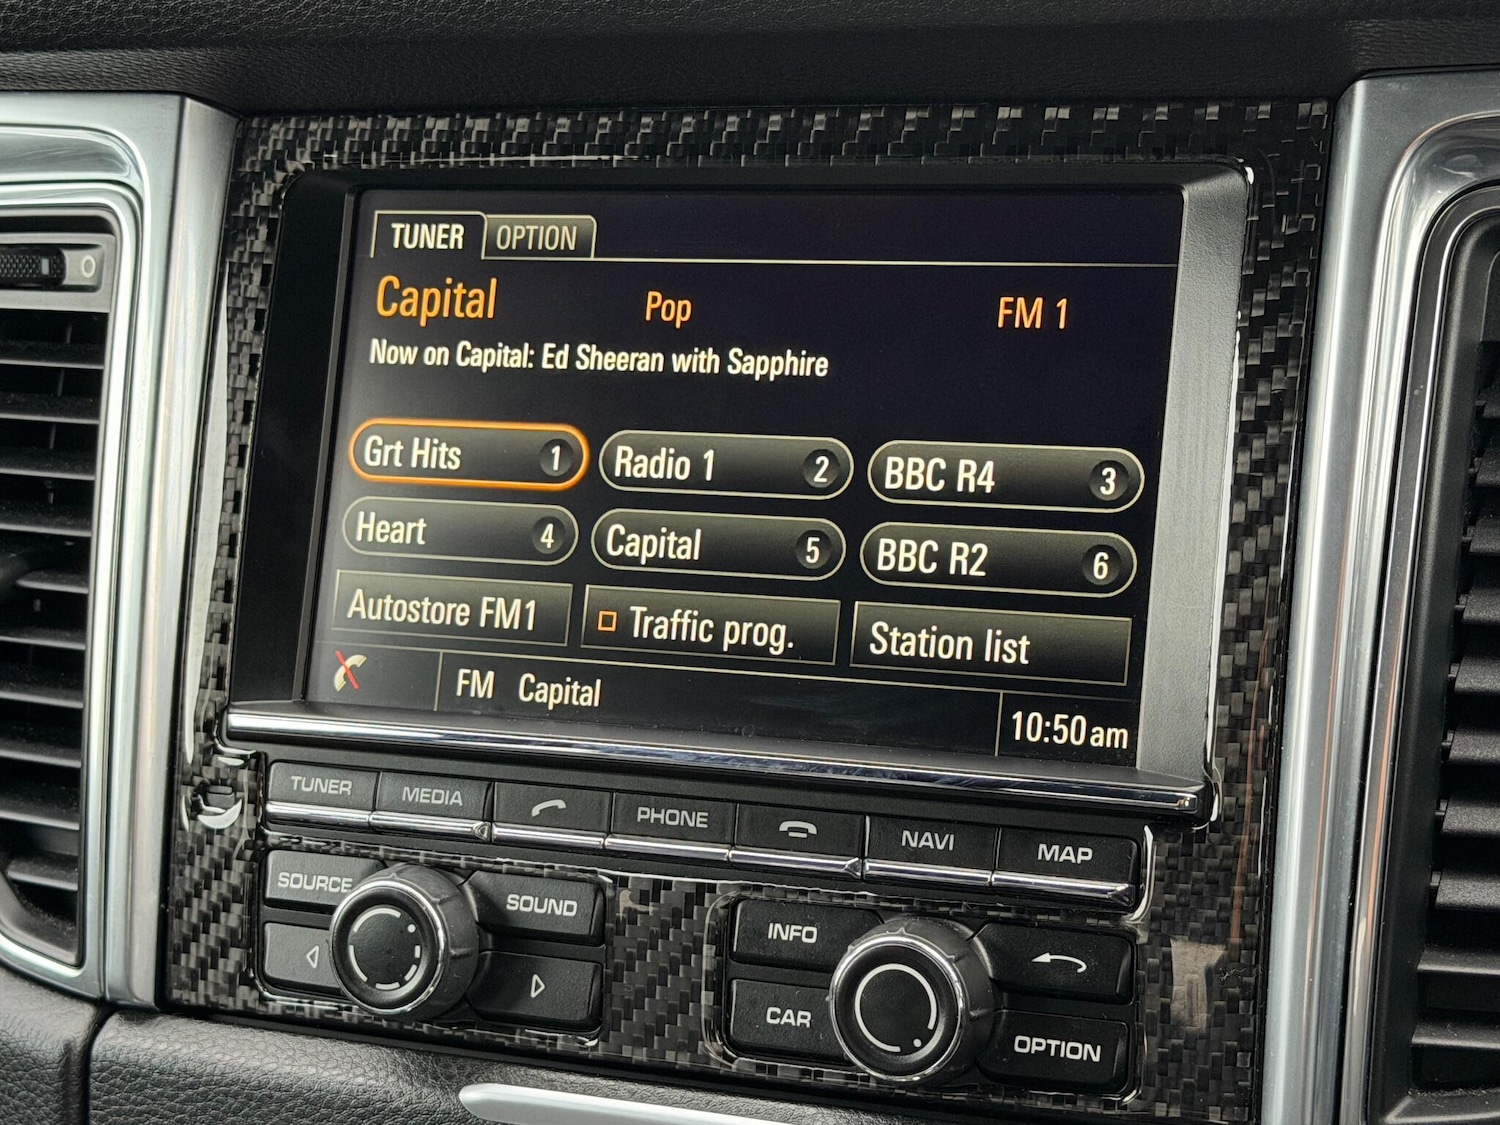 TUNER OPTION
Capital Pop FM 1
Now on Capital: Ed Sheeran with Sapphire
Grt Hits 1 Radio 1 2 BBC R4 3
Heart 4 Capital 5 BBC R2 6
Autostore FM1 Traffic prog. Station list
FM Capital 10:50am
TUNER MEDIA PHONE NAVI MAP
SOURCE SOUND INFO
CAR OPTION